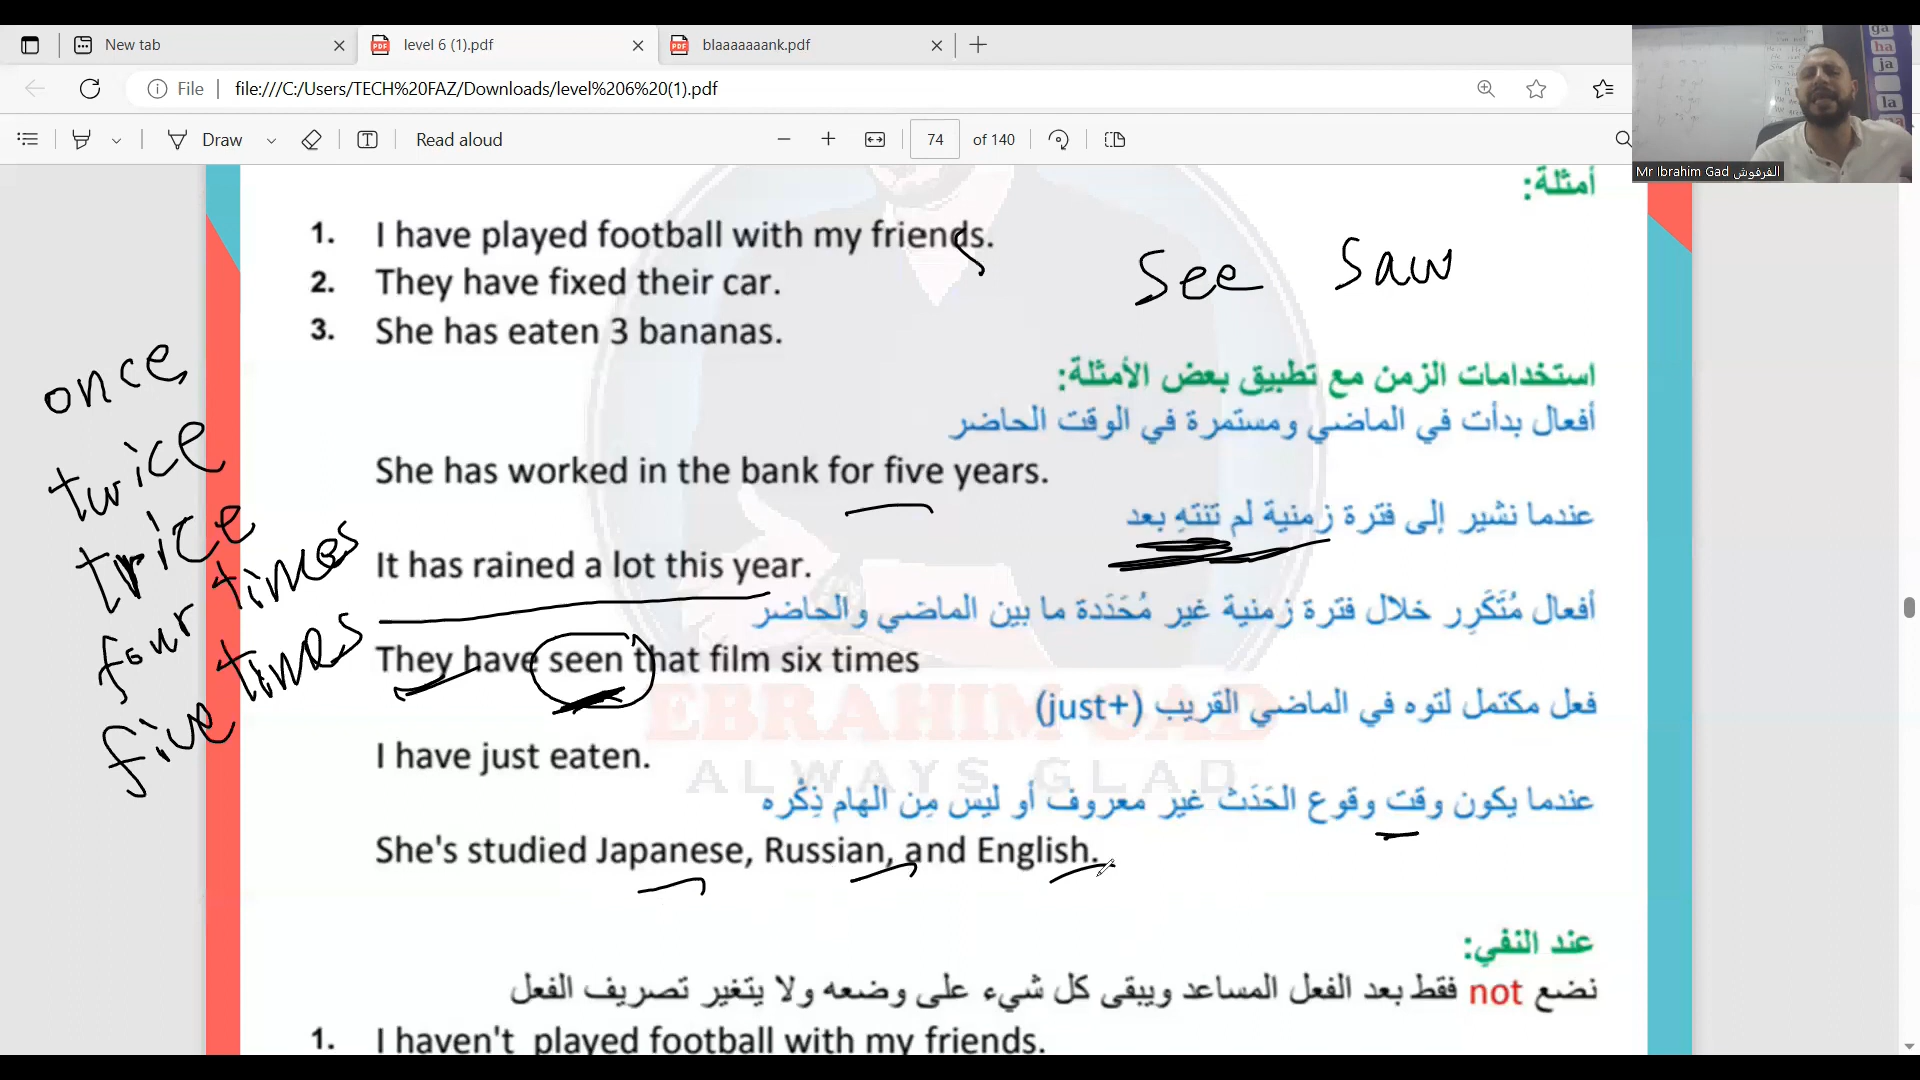 New tab
level 6 (1).pdf
blaaaaaaank.pdf
File
file:///C:/Users/TECH%20FAZ/Downloads/level%206%20(1).pdf
Draw
Read aloud
74
of 140
ga
ha
ja
la
Mr Ibrahim Gad الفرفوش
أمثلة:
1. I have played football with my friends.
see saw
2. They have fixed their car.
3. She has eaten 3 bananas.
once
twice
trice
four times
five times
استخدامات الزمن مع تطبيق بعض الأمثلة:
أفعال بدأت في الماضي ومستمرة في الوقت الحاضر
She has worked in the bank for five years.
عندما نشير إلى فترة زمنية لم تنتهِ بعد
It has rained a lot this year.
أفعال مُتَكَرِر خلال فترة زمنية غير مُحَدَدة ما بين الماضي والحاضر
They have seen that film six times
فعل مكتمل لتوه في الماضي القريب (+just)
EBRAHIM GAD
I have just eaten.
ALWAYS GLAD
عندما يكون وقت وقوع الحَدَث غير معروف أو ليس مِن الهام ذِكْره
She's studied Japanese, Russian, and English.
عند النفي:
نضع not فقط بعد الفعل المساعد ويبقى كل شيء على وضعه ولا يتغير تصريف الفعل
1. I haven't played football with my friends.